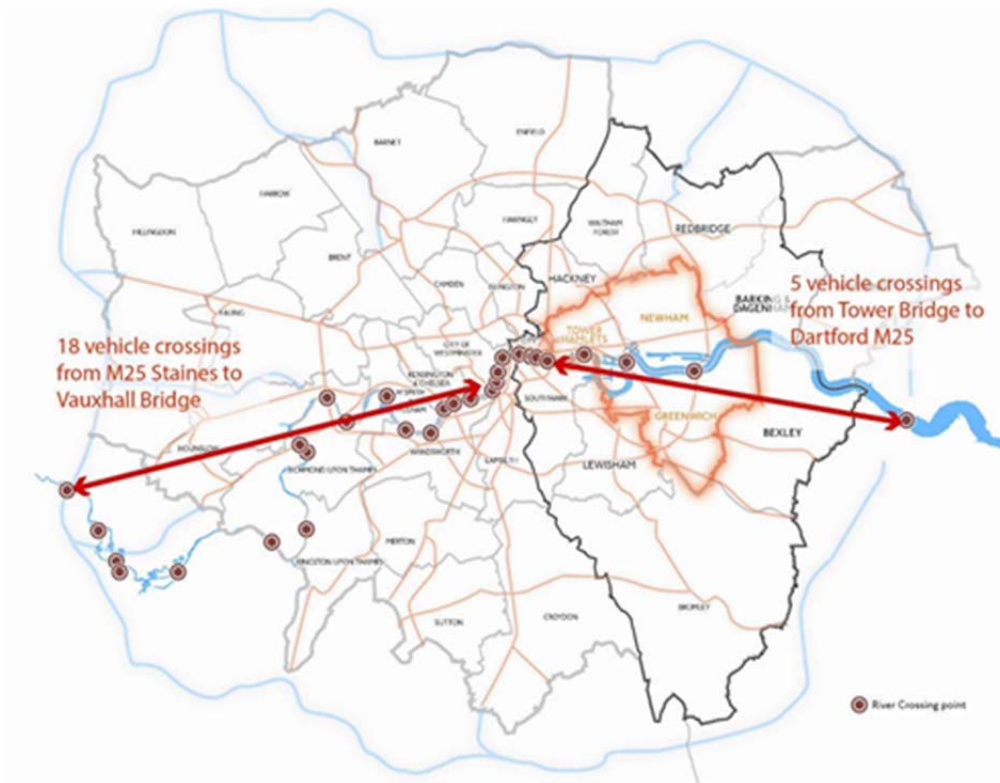 ENFIELD
BARNET
HARROW
HARINGEY
WALTHAM
FOREST
REDBRIDGE
HILLINGDON
BRENT
CAMDEN
ISLINGTON
HACKNEY
5 vehicle crossings
from Tower Bridge to
Dartford M25
BARKING &
DAGENHAM
EALING
TOWER
HAMLETS
NEWHAM
18 vehicle crossings
from M25 Staines to
Vauxhall Bridge
CITY OF
WESTMINSTER
KENSINGTON
& CHELSEA
SOUTHWARK
GREENWICH
BEXLEY
HOUNSLOW
WANDSWORTH
LAMBETH
LEWISHAM
RICHMOND UPON THAMES
MERTON
KINGSTON UPON THAMES
SUTTON
CROYDON
BROMLEY
River Crossing point